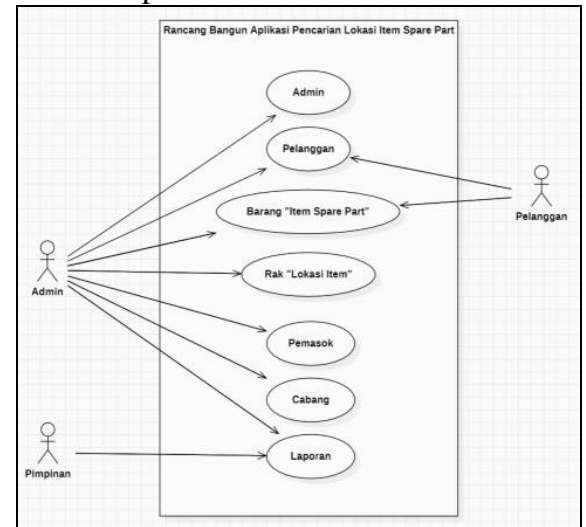 Rancang Bangun Aplikasi Pencarian Lokasi Item Spare Part
Admin
Pelanggan
Barang "Item Spare Part"
Pelanggan
Rak "Lokasi Item"
Admin
Pemasok
Cabang
Laporan
Pimpinan